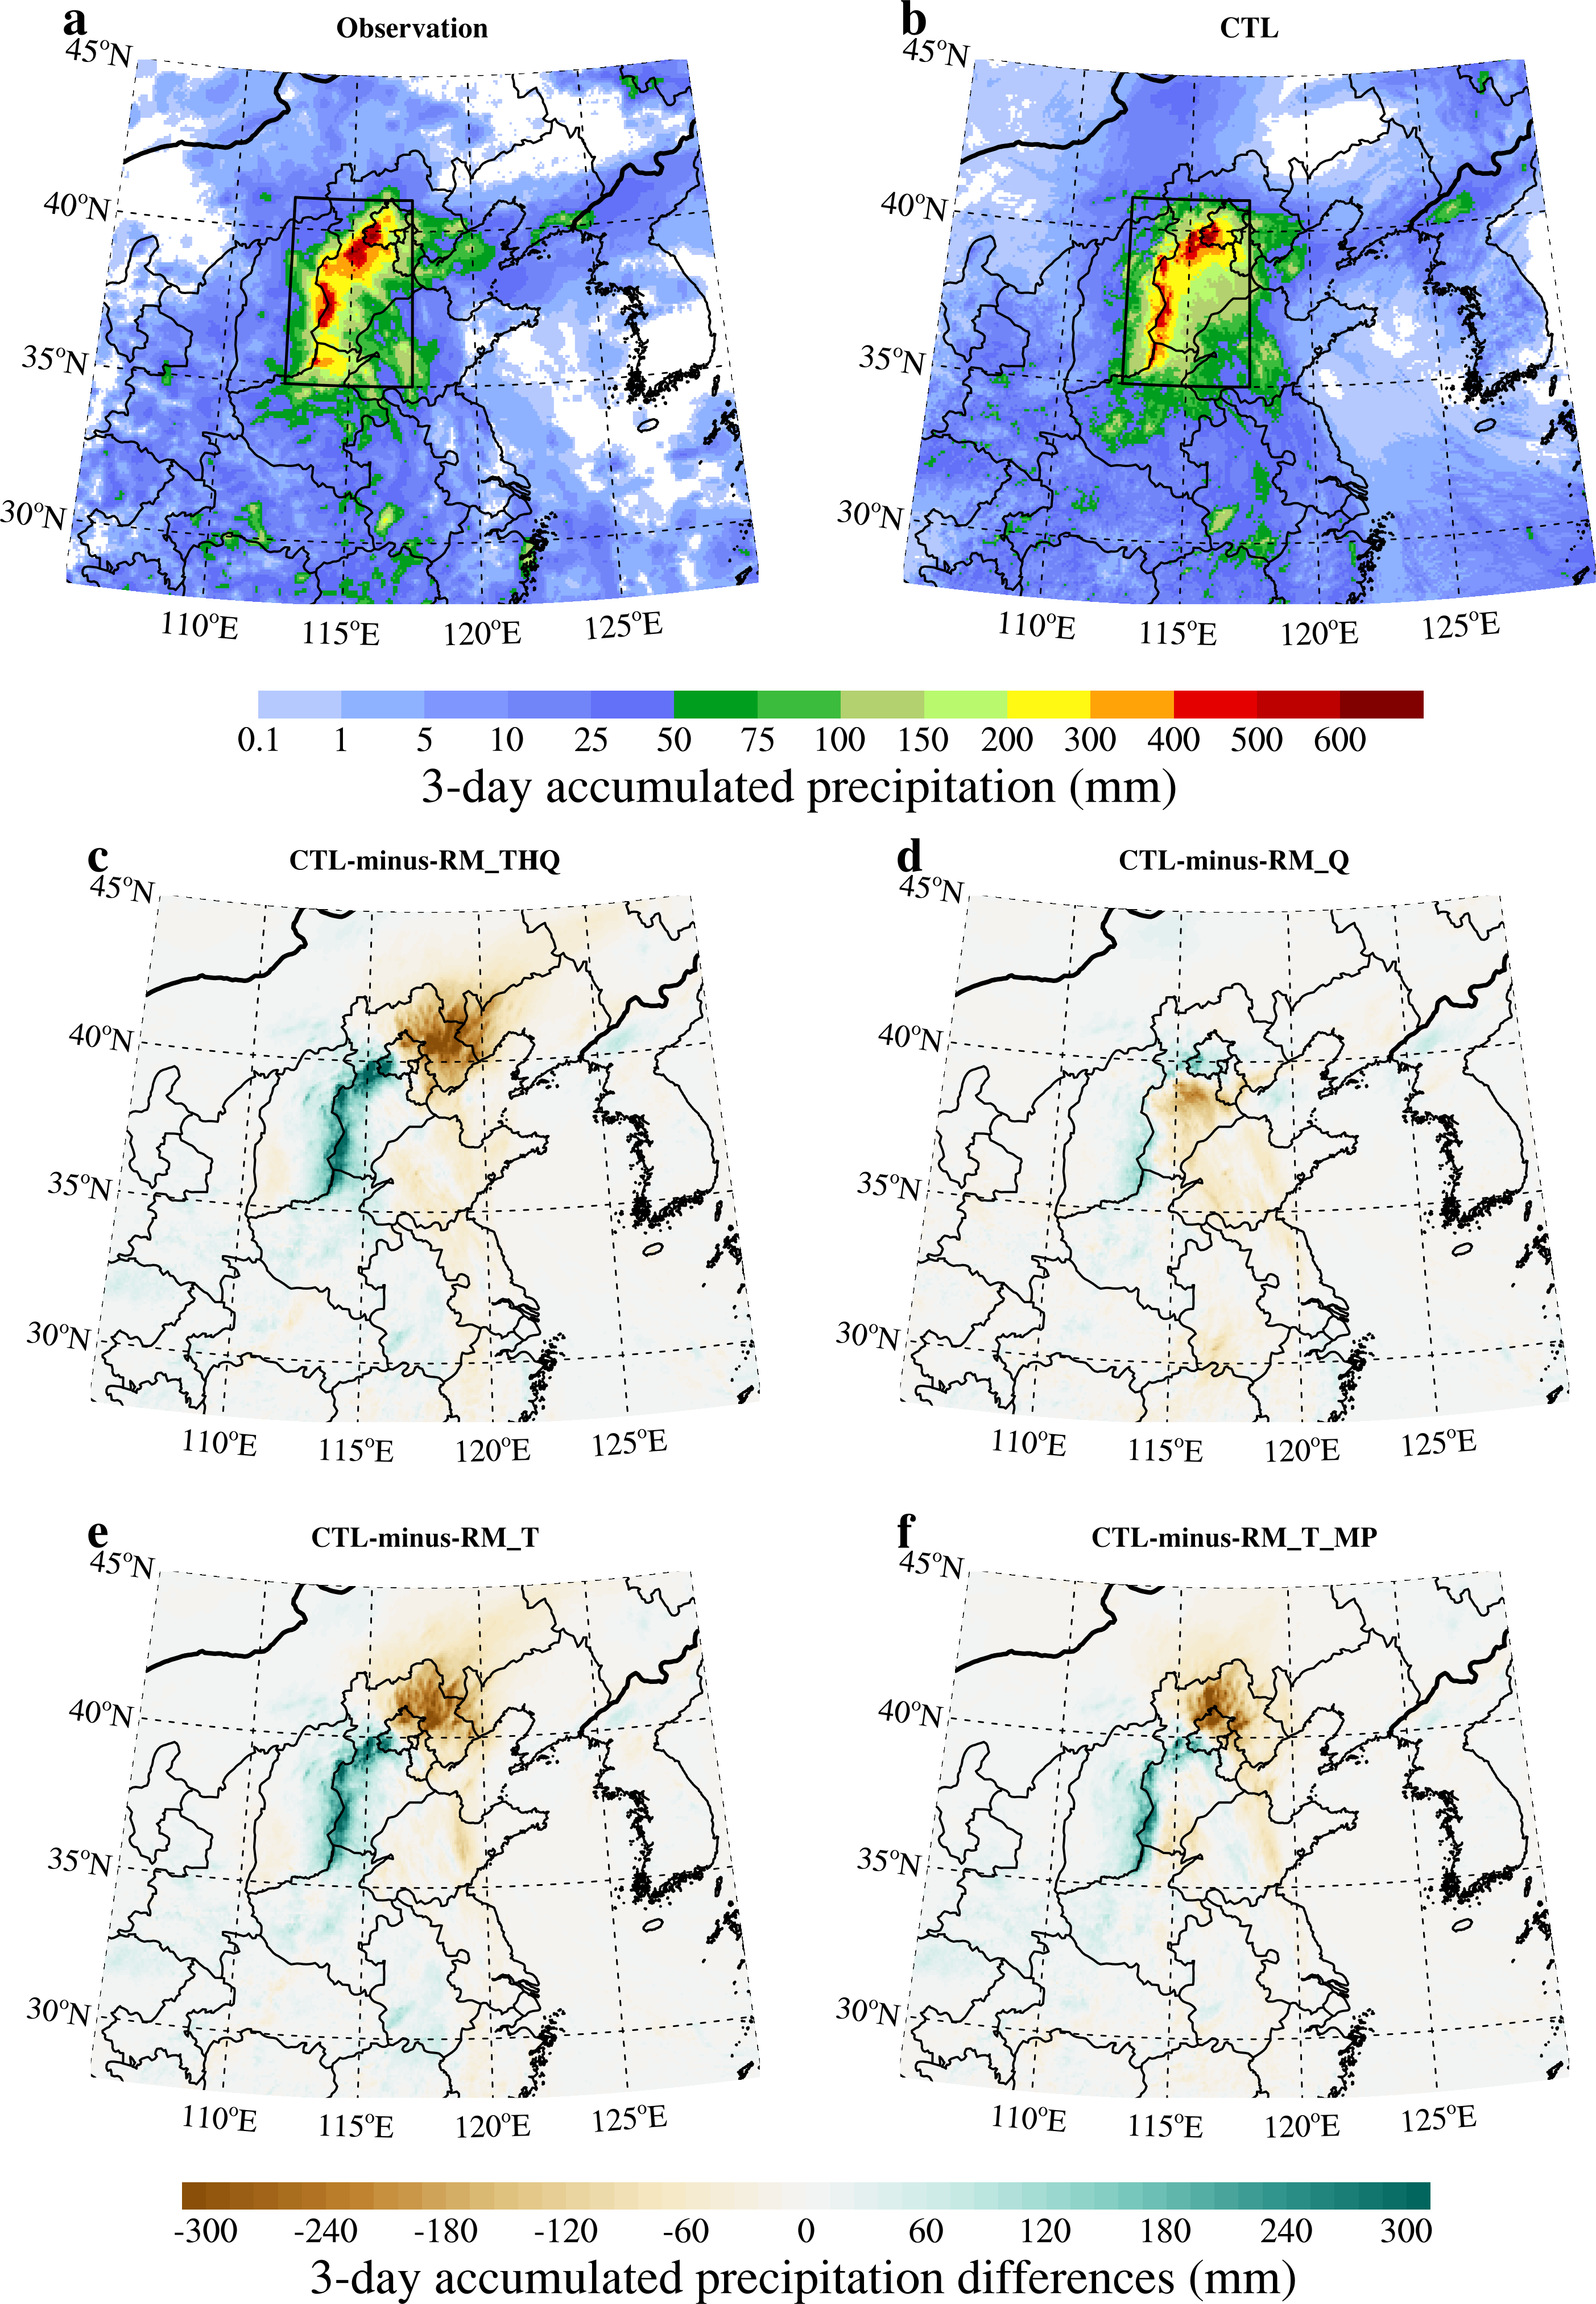 a
Observation
45°N
40°N
35°N
30°N
110°E
115°E
120°E
125°E
b
CTL
45°N
40°N
35°N
30°N
110°E
115°E
120°E
125°E
0.1 1 5 10 25 50 75 100 150 200 300 400 500 600
3-day accumulated precipitation (mm)
c
CTL-minus-RM_THQ
45°N
40°N
35°N
30°N
110°E
115°E
120°E
125°E
d
CTL-minus-RM_Q
45°N
40°N
35°N
30°N
110°E
115°E
120°E
125°E
e
CTL-minus-RM_T
45°N
40°N
35°N
30°N
110°E
115°E
120°E
125°E
f
CTL-minus-RM_T_MP
45°N
40°N
35°N
30°N
110°E
115°E
120°E
125°E
-300 -240 -180 -120 -60 0 60 120 180 240 300
3-day accumulated precipitation differences (mm)